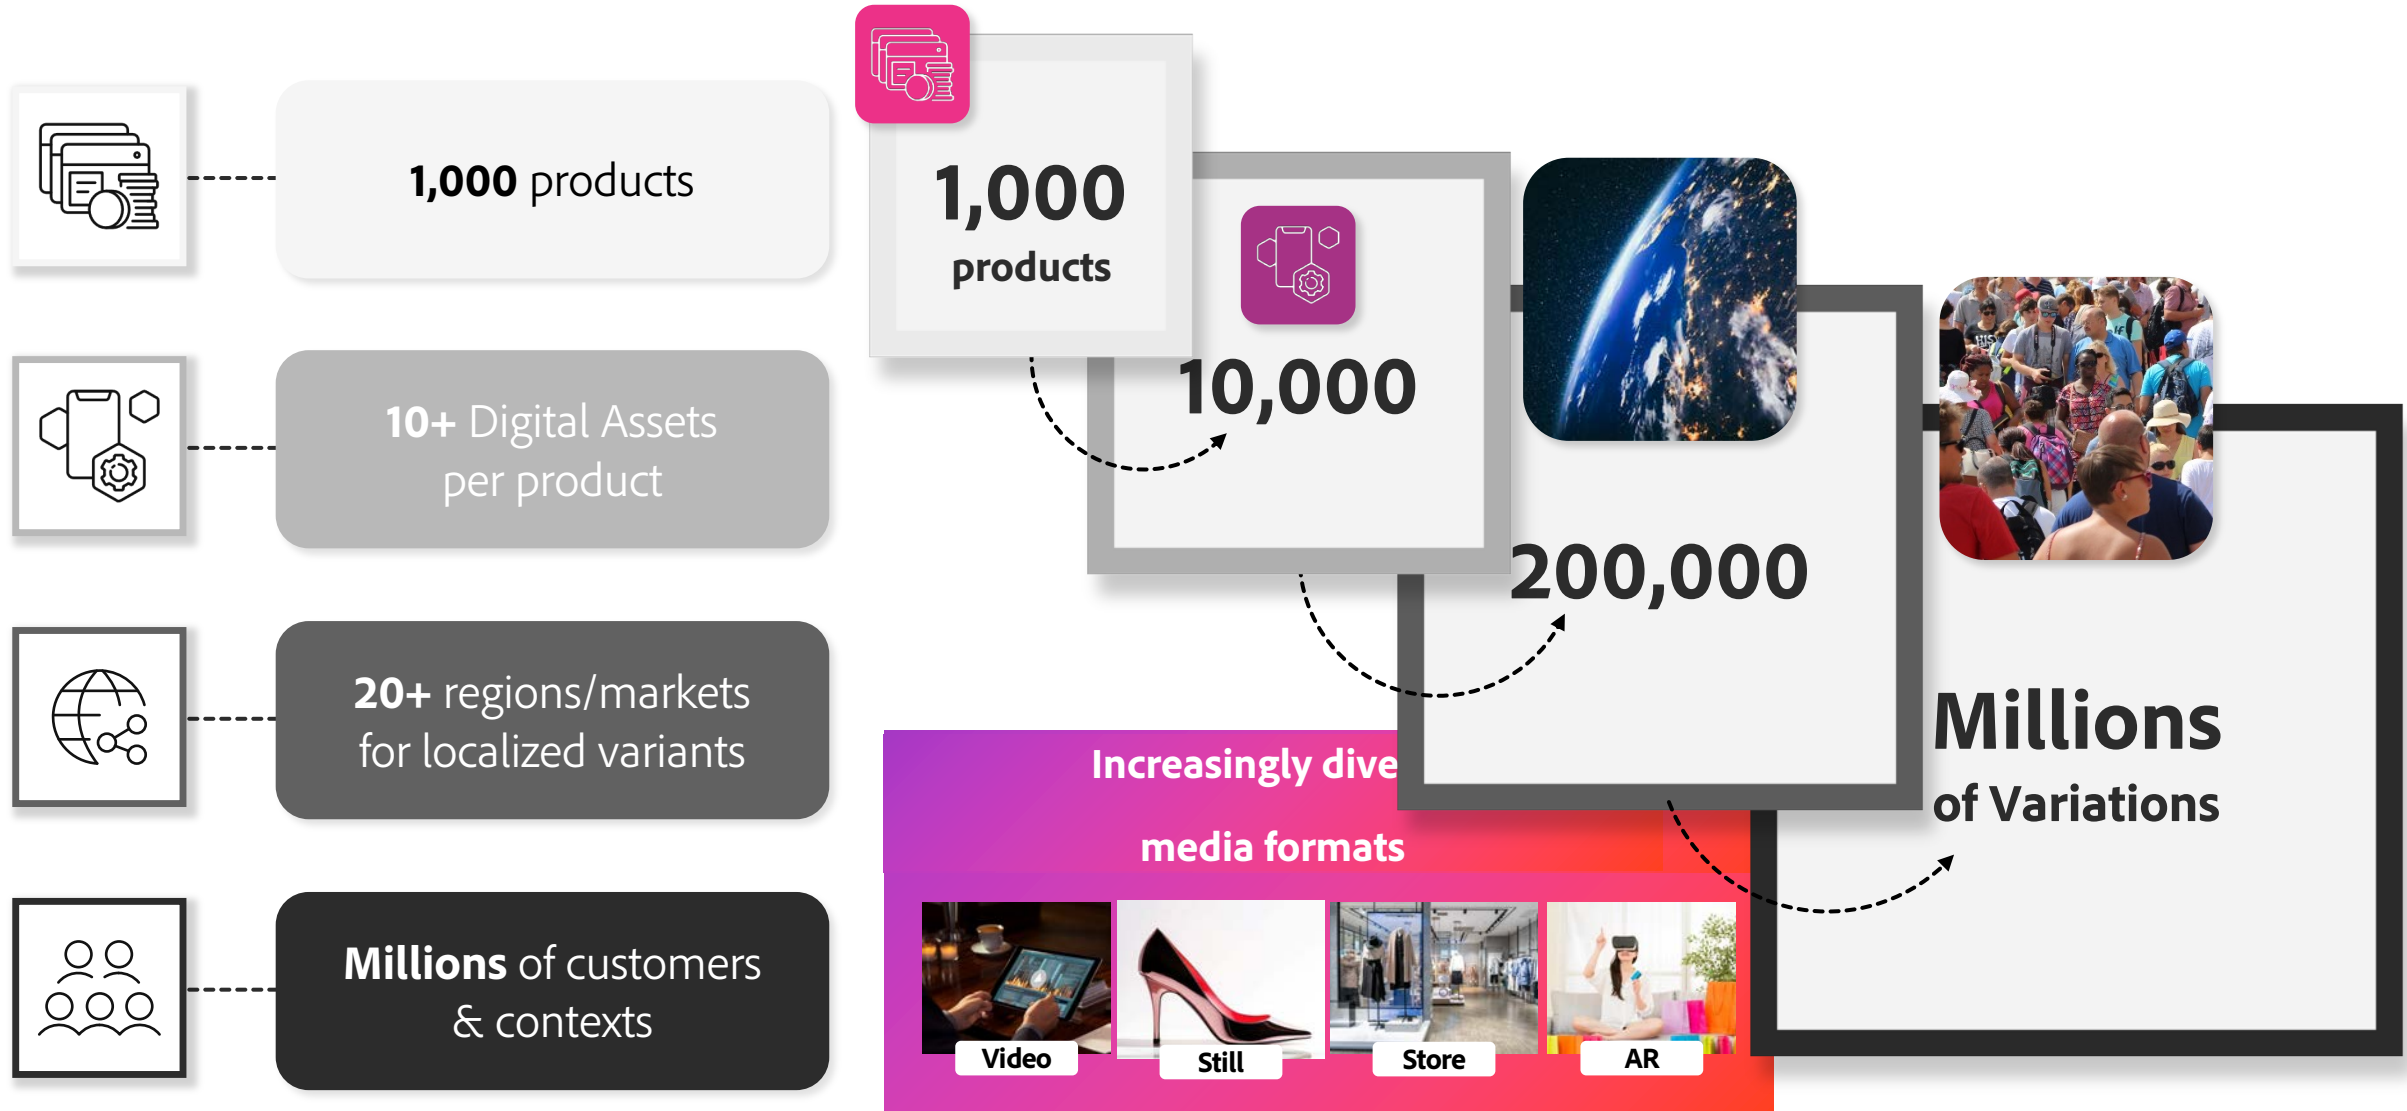 1,000 products
10+ Digital Assets
per product
20+ regions/markets
for localized variants
Millions of customers
& contexts
1,000
products
10,000
200,000
Millions
of Variations
Increasingly dive
media formats
Video
Still
Store
AR